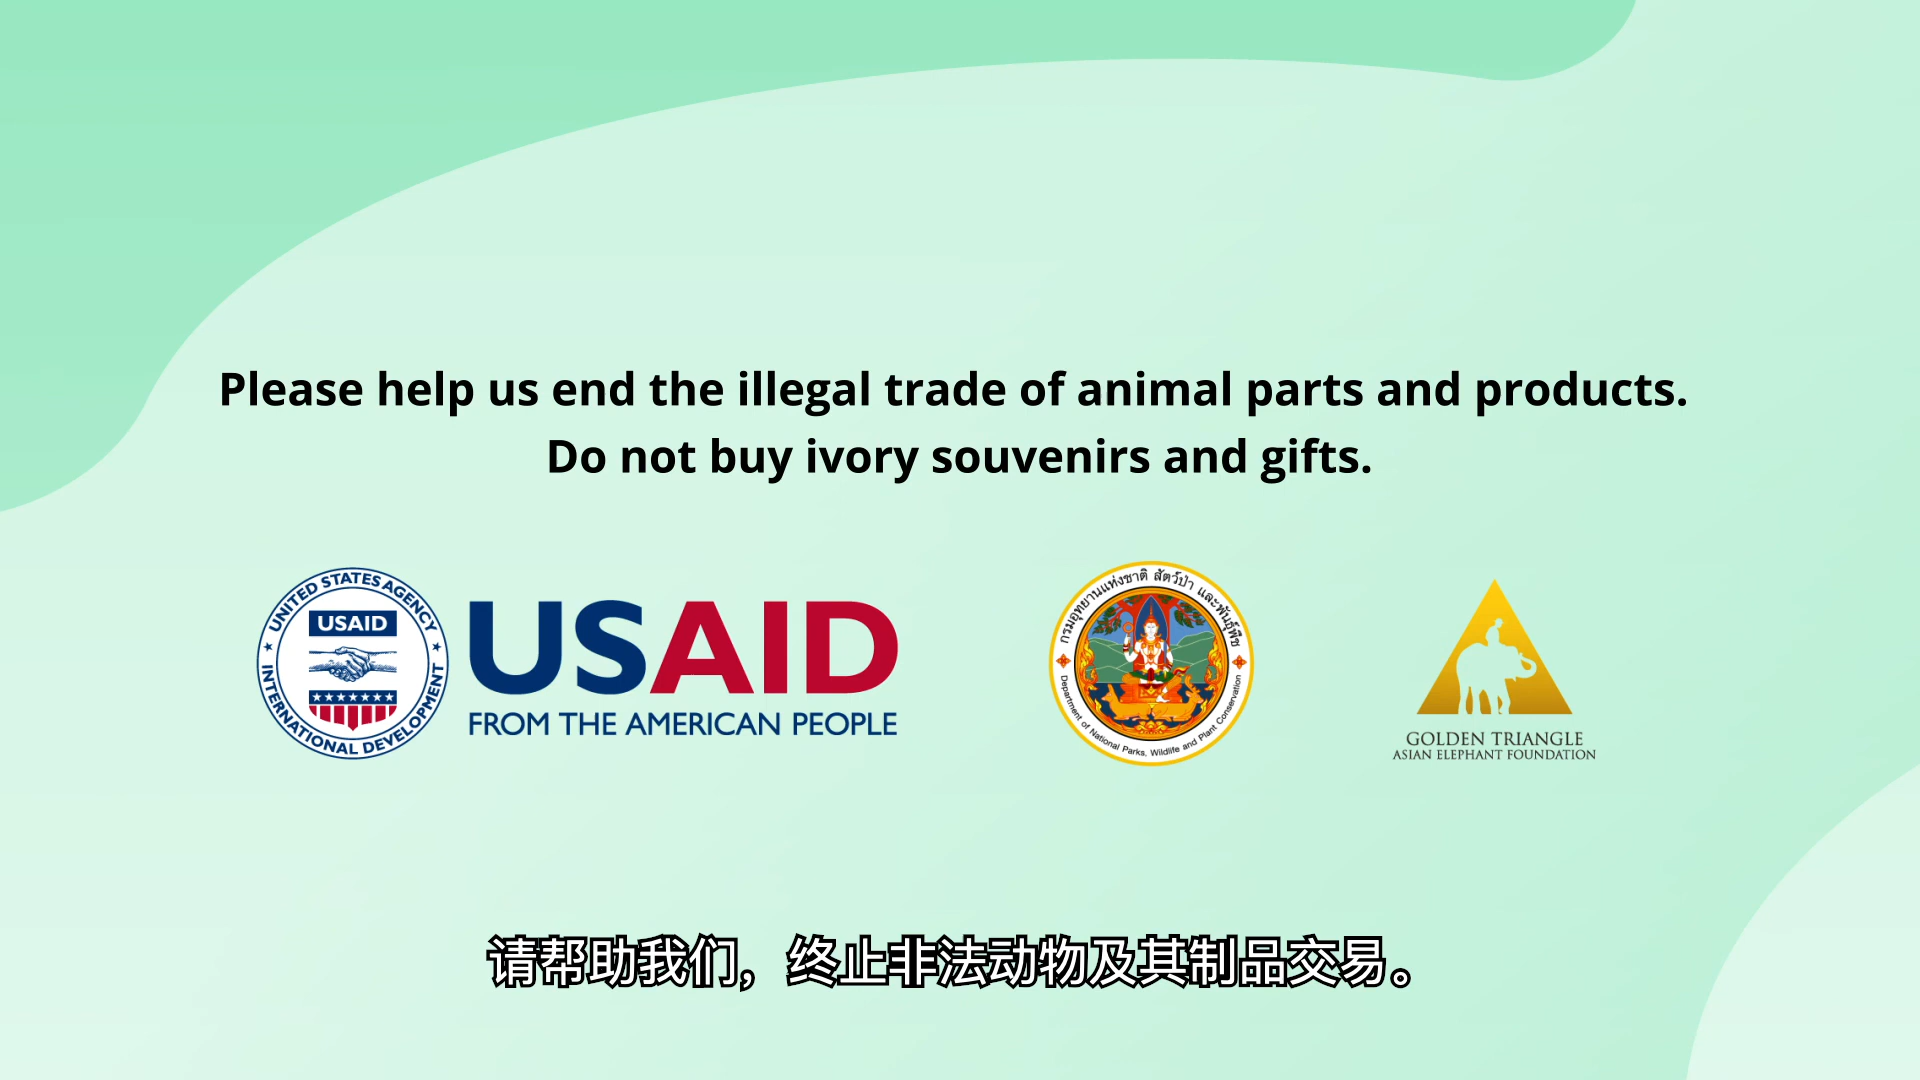 Please help us end the illegal trade of animal parts and products.
Do not buy ivory souvenirs and gifts.
UNITED STATES AGENCY
USAID
INTERNATIONAL DEVELOPMENT
USAID
FROM THE AMERICAN PEOPLE
กรมอุทยานแห่งชาติ สัตว์ป่า และพันธุ์พืช
Department of National Parks, Wildlife and Plant Conservation
GOLDEN TRIANGLE
ASIAN ELEPHANT FOUNDATION
请帮助我们，终止非法动物及其制品交易。